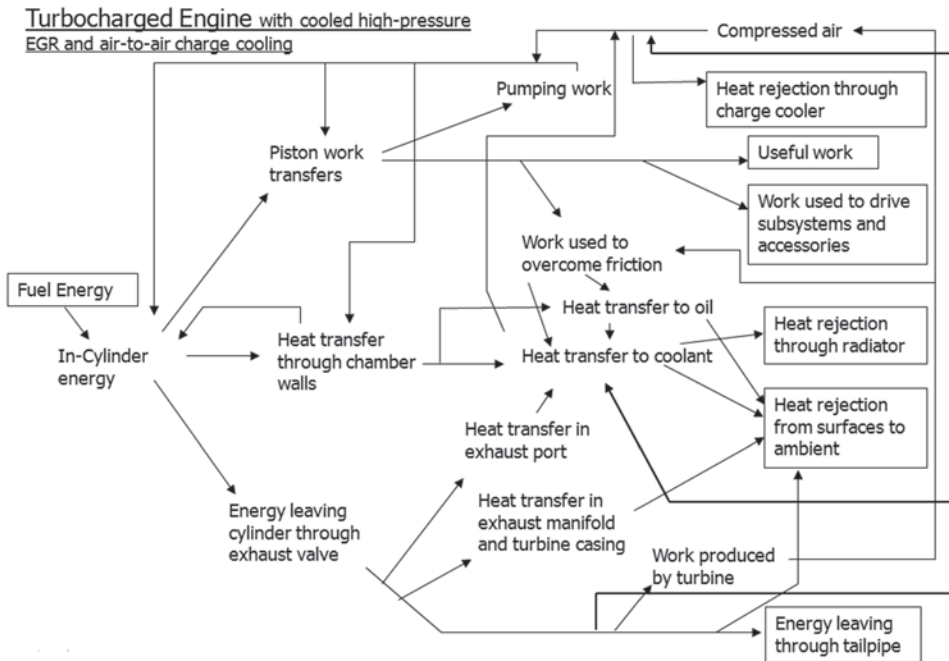 Turbocharged Engine with cooled high-pressure
EGR and air-to-air charge cooling
Compressed air
Pumping work
Heat rejection through
charge cooler
Piston work
transfers
Useful work
Work used to drive
subsystems and
accessories
Work used to
overcome friction
Fuel Energy
Heat transfer to oil
In-Cylinder
energy
Heat transfer
through chamber
walls
Heat transfer to coolant
Heat rejection
through radiator
Heat rejection
from surfaces to
ambient
Heat transfer in
exhaust port
Energy leaving
cylinder through
exhaust valve
Heat transfer in
exhaust manifold
and turbine casing
Work produced
by turbine
Energy leaving
through tailpipe